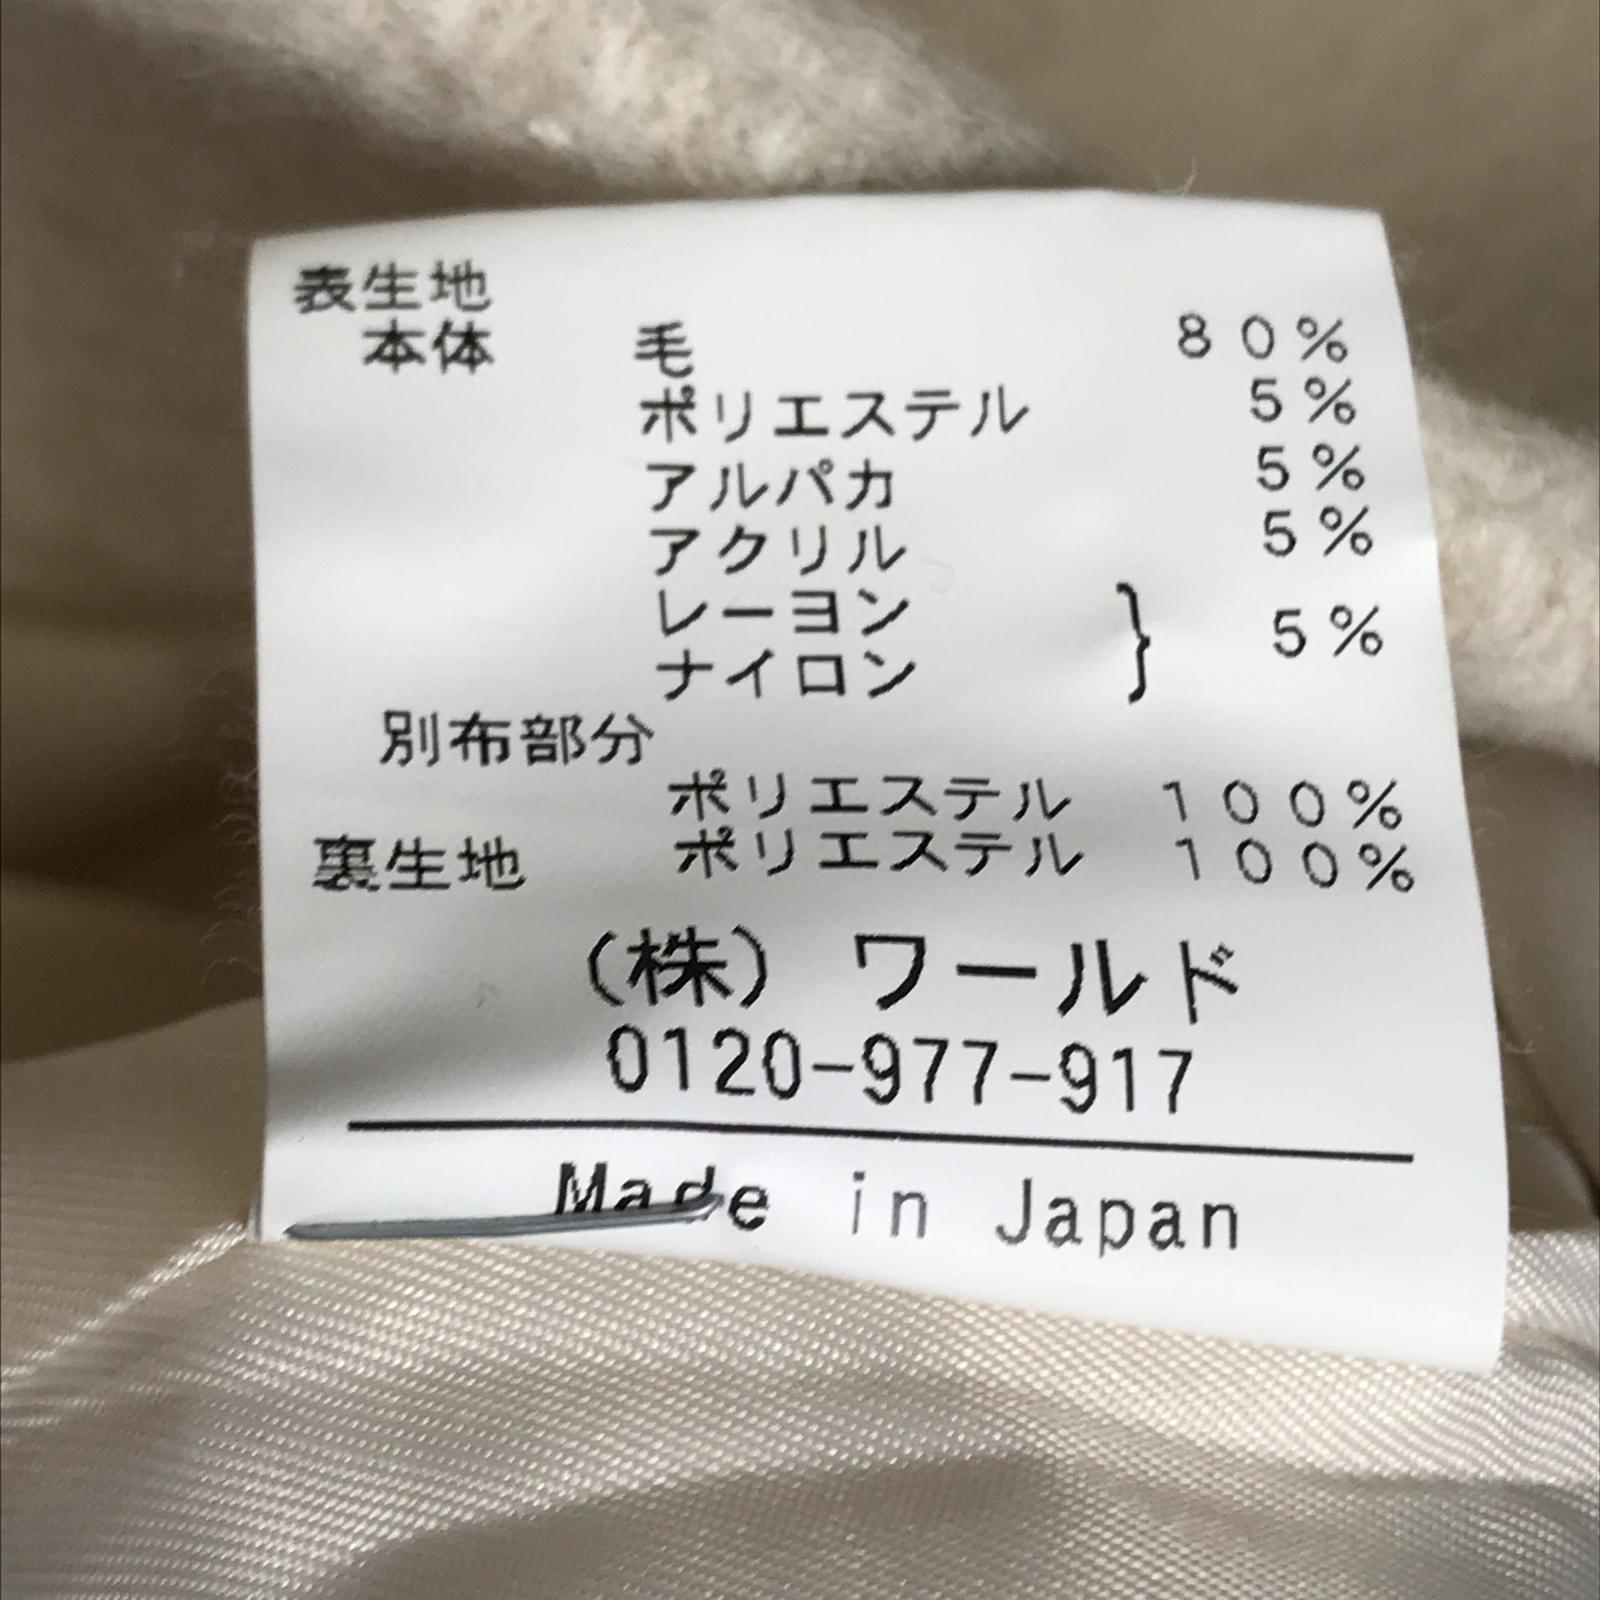 表生地
本体 毛 80%
ポリエステル 5%
アルパカ 5%
アクリル 5%
レーヨン
ナイロン } 5%
別布部分
ポリエステル 100%
裏生地 ポリエステル 100%
(株) ワールド
0120-977-917
Made in Japan